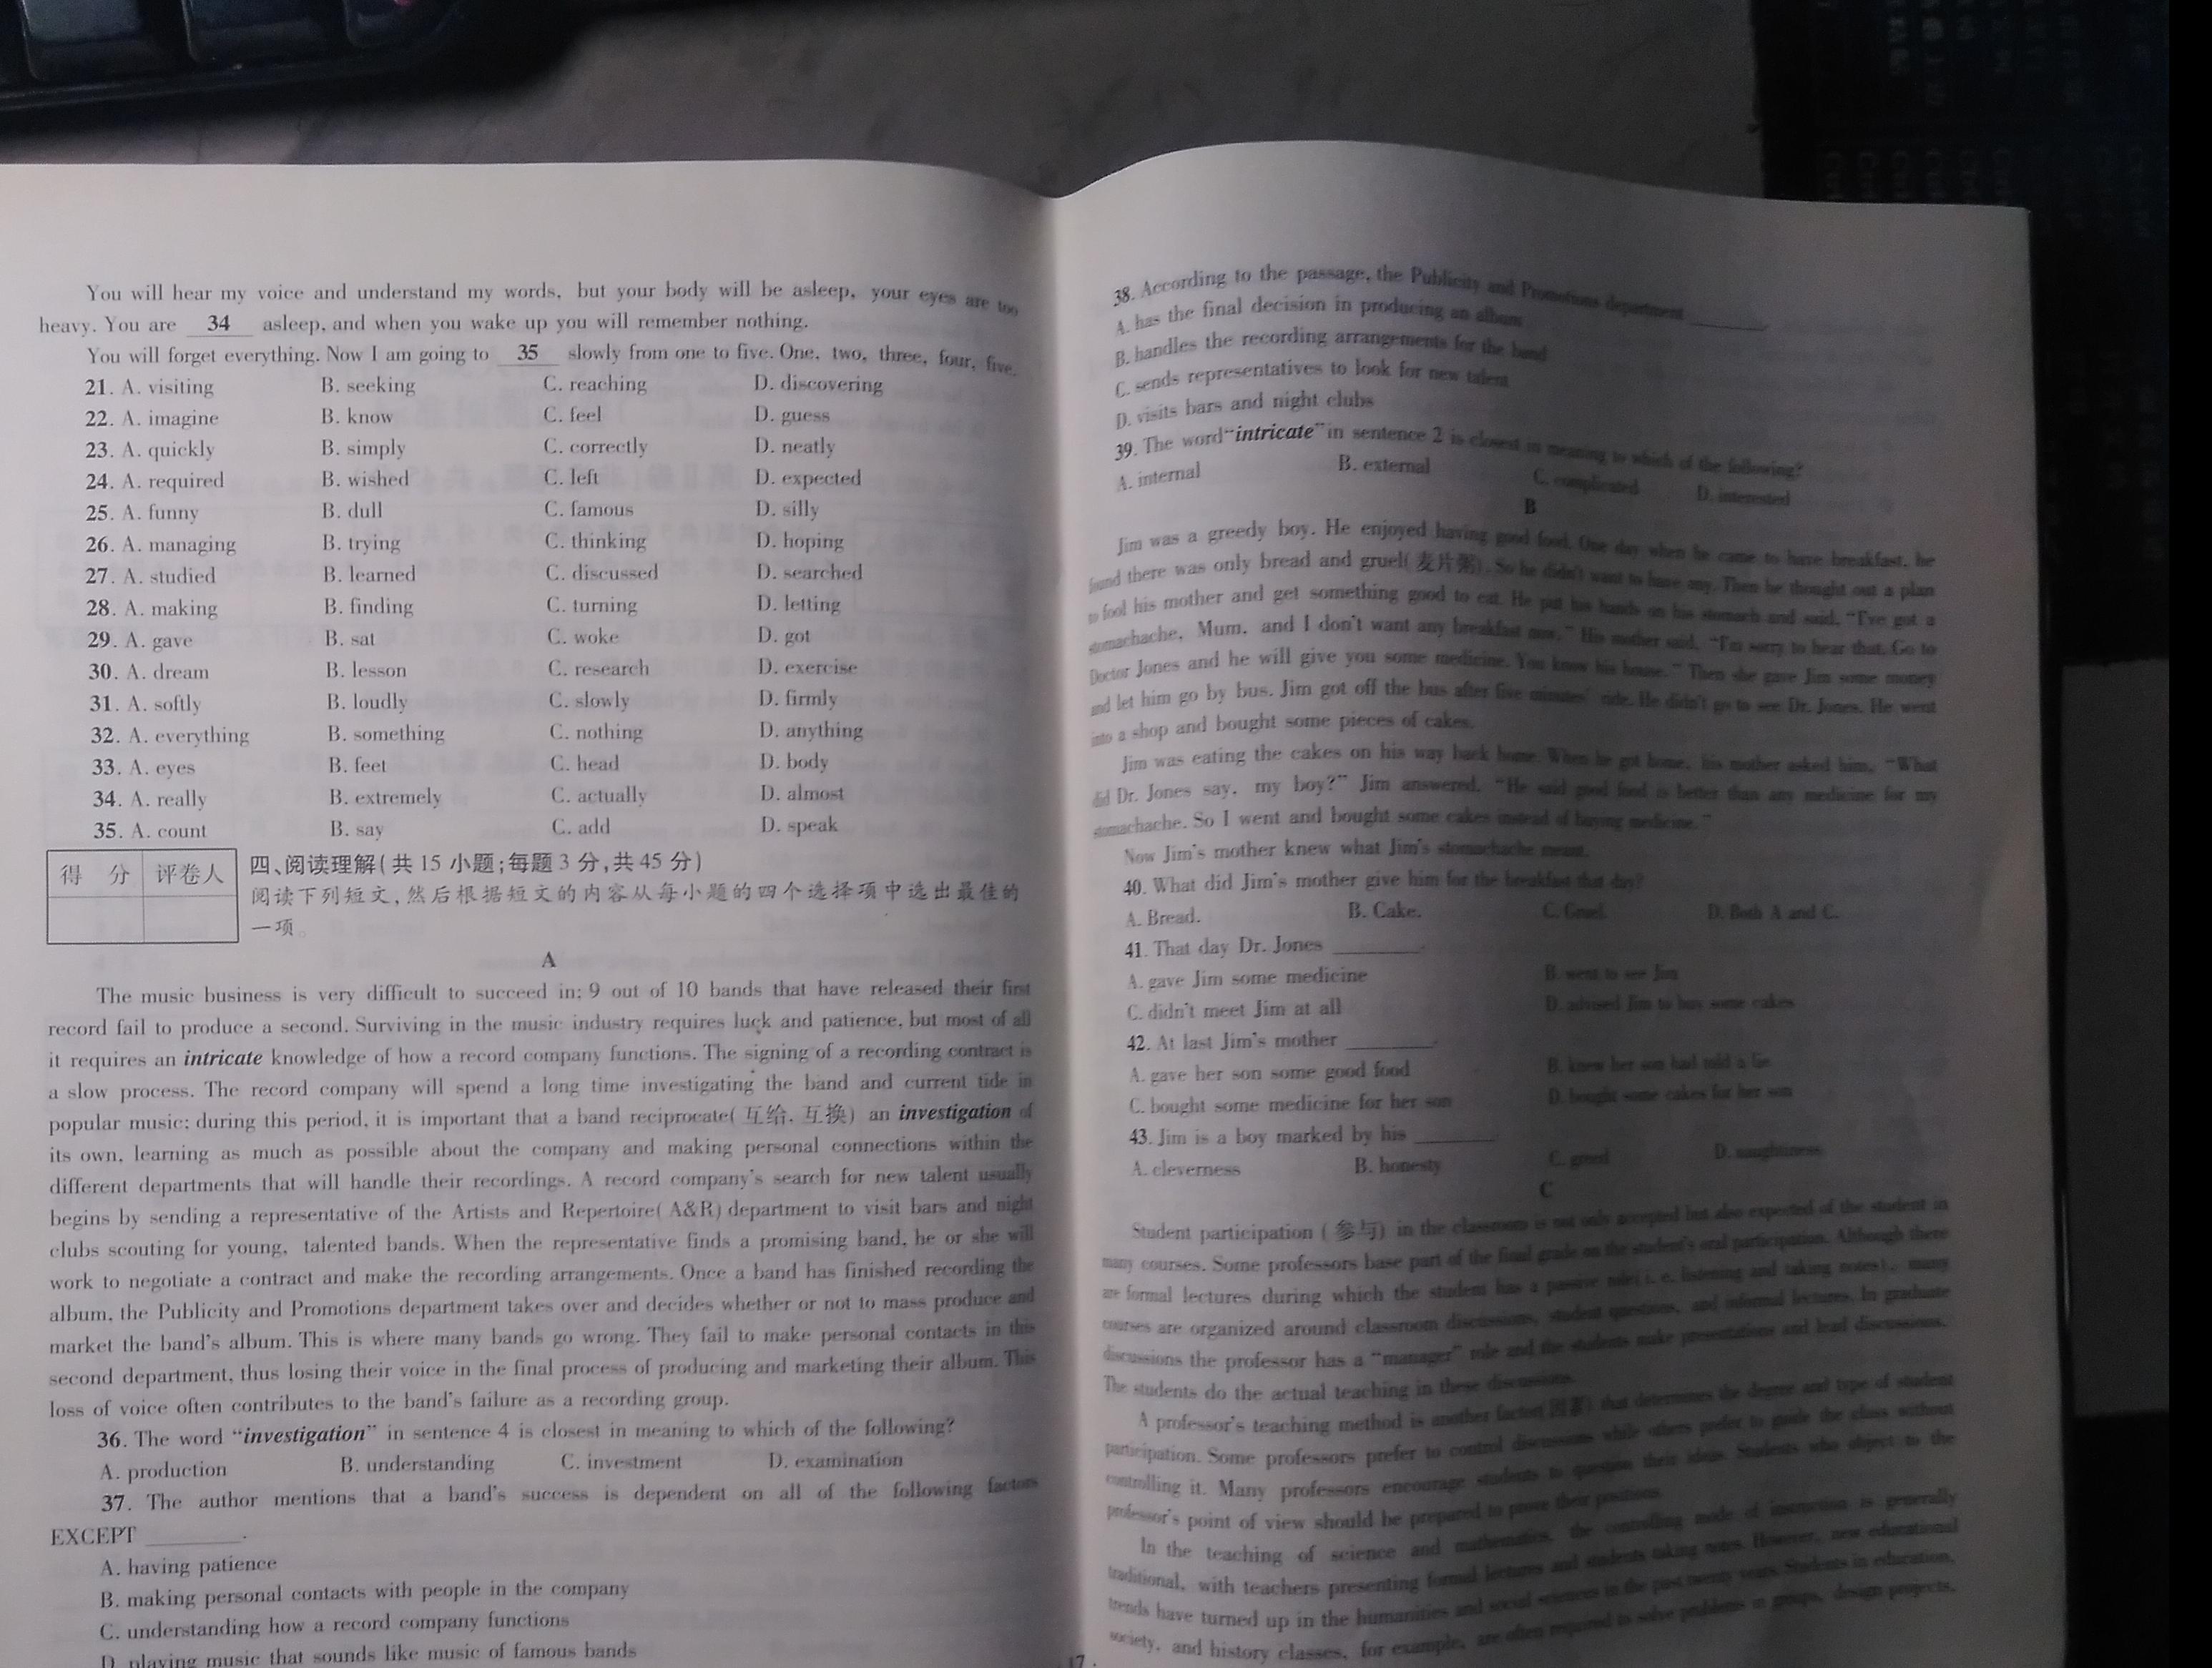 You will hear my voice and understand my words, but your body will be asleep, your eyes are too
heavy. You are 34 asleep, and when you wake up you will remember nothing.
You will forget everything. Now I am going to 35 slowly from one to five. One, two, three, four, five.
21. A. visiting B. seeking C. reaching D. discovering
22. A. imagine B. know C. feel D. guess
23. A. quickly B. simply C. correctly D. neatly
24. A. required B. wished C. left D. expected
25. A. funny B. dull C. famous D. silly
26. A. managing B. trying C. thinking D. hoping
27. A. studied B. learned C. discussed D. searched
28. A. making B. finding C. turning D. letting
29. A. gave B. sat C. woke D. got
30. A. dream B. lesson C. research D. exercise
31. A. softly B. loudly C. slowly D. firmly
32. A. everything B. something C. nothing D. anything
33. A. eyes B. feet C. head D. body
34. A. really B. extremely C. actually D. almost
35. A. count B. say C. add D. speak
得 分 评卷人
四、阅读理解(共 15 小题;每题 3 分,共 45 分)
阅读下列短文,然后根据短文的内容从每小题的四个选择项中选出最佳的
一项。
A
The music business is very difficult to succeed in; 9 out of 10 bands that have released their first
record fail to produce a second. Surviving in the music industry requires luck and patience, but most of all
it requires an intricate knowledge of how a record company functions. The signing of a recording contract is
a slow process. The record company will spend a long time investigating the band and current tide in
popular music; during this period, it is important that a band reciprocate(互给,互换) an investigation of
its own, learning as much as possible about the company and making personal connections within the
different departments that will handle their recordings. A record company's search for new talent usually
begins by sending a representative of the Artists and Repertoire(A&R) department to visit bars and night
clubs scouting for young, talented bands. When the representative finds a promising band, he or she will
work to negotiate a contract and make the recording arrangements. Once a band has finished recording the
album, the Publicity and Promotions department takes over and decides whether or not to mass produce and
market the band's album. This is where many bands go wrong. They fail to make personal contacts in this
second department, thus losing their voice in the final process of producing and marketing their album. This
loss of voice often contributes to the band's failure as a recording group.
36. The word "investigation" in sentence 4 is closest in meaning to which of the following?
A. production B. understanding C. investment D. examination
37. The author mentions that a band's success is dependent on all of the following factors
EXCEPT ________.
A. having patience
B. making personal contacts with people in the company
C. understanding how a record company functions
D. playing music that sounds like music of famous bands
38. According to the passage, the Publicity and Promotions department ________.
A. has the final decision in producing an album
B. handles the recording arrangements for the band
C. sends representatives to look for new talent
D. visits bars and night clubs
39. The word "intricate" in sentence 2 is closest in meaning to which of the following?
A. internal B. external C. complicated D. interested
B
Jim was a greedy boy. He enjoyed having good food. One day when he came to have breakfast, he
found there was only bread and gruel(麦片粥). So he didn't want to have any. Then he thought out a plan
to fool his mother and get something good to eat. He put his hands on his stomach and said, "I've got a
stomachache, Mum, and I don't want any breakfast now." His mother said, "I'm sorry to hear that. Go to
Doctor Jones and he will give you some medicine. You know his house." Then she gave Jim some money
and let him go by bus. Jim got off the bus after five minutes' ride. He didn't go to see Dr. Jones. He went
into a shop and bought some pieces of cakes.
Jim was eating the cakes on his way back home. When he got home, his mother asked him, "What
did Dr. Jones say, my boy?" Jim answered, "He said good food is better than any medicine for my
stomachache. So I went and bought some cakes instead of buying medicine."
Now Jim's mother knew what Jim's stomachache meant.
40. What did Jim's mother give him for the breakfast that day?
A. Bread. B. Cake. C. Gruel. D. Both A and C.
41. That day Dr. Jones ________.
A. gave Jim some medicine B. went to see Jim
C. didn't meet Jim at all D. advised Jim to buy some cakes
42. At last Jim's mother ________.
A. gave her son some good food B. knew her son had told a lie
C. bought some medicine for her son D. bought some cakes for her son
43. Jim is a boy marked by his ________
A. cleverness B. honesty C. greed D. naughtiness
C
Student participation (参与) in the classroom is not only accepted but also expected of the student in
many courses. Some professors base part of the final grade on the student's oral participation. Although there
are formal lectures during which the student has a passive role(i. e. listening and taking notes), many
courses are organized around classroom discussions, student questions, and informal lectures. In graduate
discussions the professor has a "manager" role and the students make presentations and lead discussions.
The students do the actual teaching in these discussions.
A professor's teaching method is another factor(因素) that determines the degree and type of student
participation. Some professors prefer to control discussions while others prefer to guide the class without
controlling it. Many professors encourage students to question their ideas. Students who object to the
professor's point of view should be prepared to prove their positions.
In the teaching of science and mathematics, the controlling mode of instruction is generally
traditional, with teachers presenting formal lectures and students taking notes. However, new educational
trends have turned up in the humanities and social sciences in the past twenty years. Students in education,
society, and history classes, for example, are often required to solve problems in groups, design projects,
17